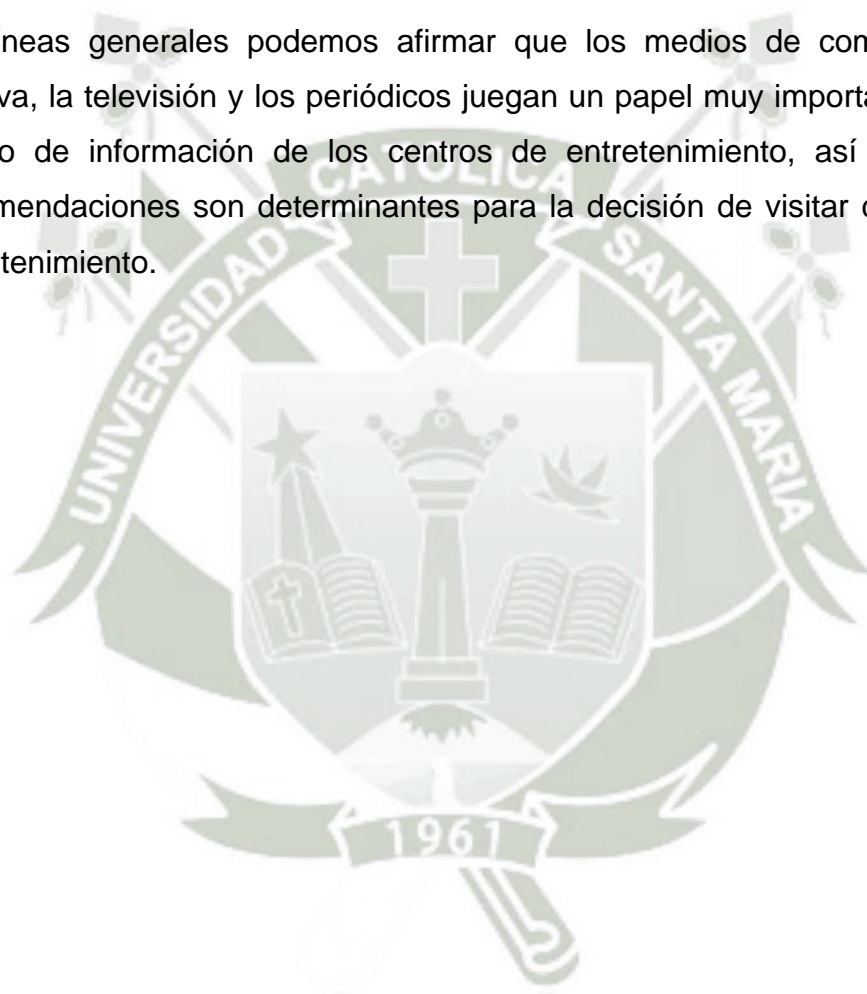 íneas generales podemos afirmar que los medios de com
va, la televisión y los periódicos juegan un papel muy importa
o de información de los centros de entretenimiento, así
mendaciones son determinantes para la decisión de visitar
tenimiento.
UNIVERSIDAD CATOLICA SANTA MARIA
1961